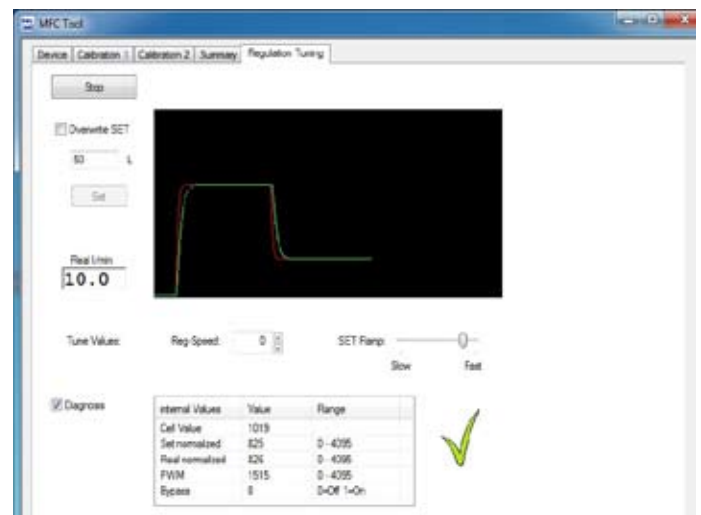 MFC Tool
Device Calibration 1 Calibration 2 Summary Regulation Tuning
Stop
Overwrite SET
50 L
Set
Real l/min
10.0
Tune Values: Reg-Speed: 0 SET Ramp:
Slow Fast
Diagnosis
internal Values Value Range
Cell Value 1019
Set normalized 825 0 - 4095
Real normalized 826 0 - 4095
PWM 1515 0 - 4095
Bypass 0 0=Off 1=On